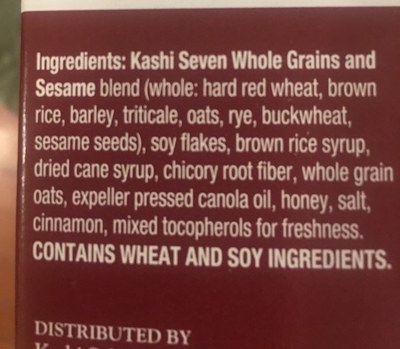 Ingredients: Kashi Seven Whole Grains and
Sesame blend (whole: hard red wheat, brown
rice, barley, triticale, oats, rye, buckwheat,
sesame seeds), soy flakes, brown rice syrup,
dried cane syrup, chicory root fiber, whole grain
oats, expeller pressed canola oil, honey, salt,
cinnamon, mixed tocopherols for freshness.
CONTAINS WHEAT AND SOY INGREDIENTS.
DISTRIBUTED BY